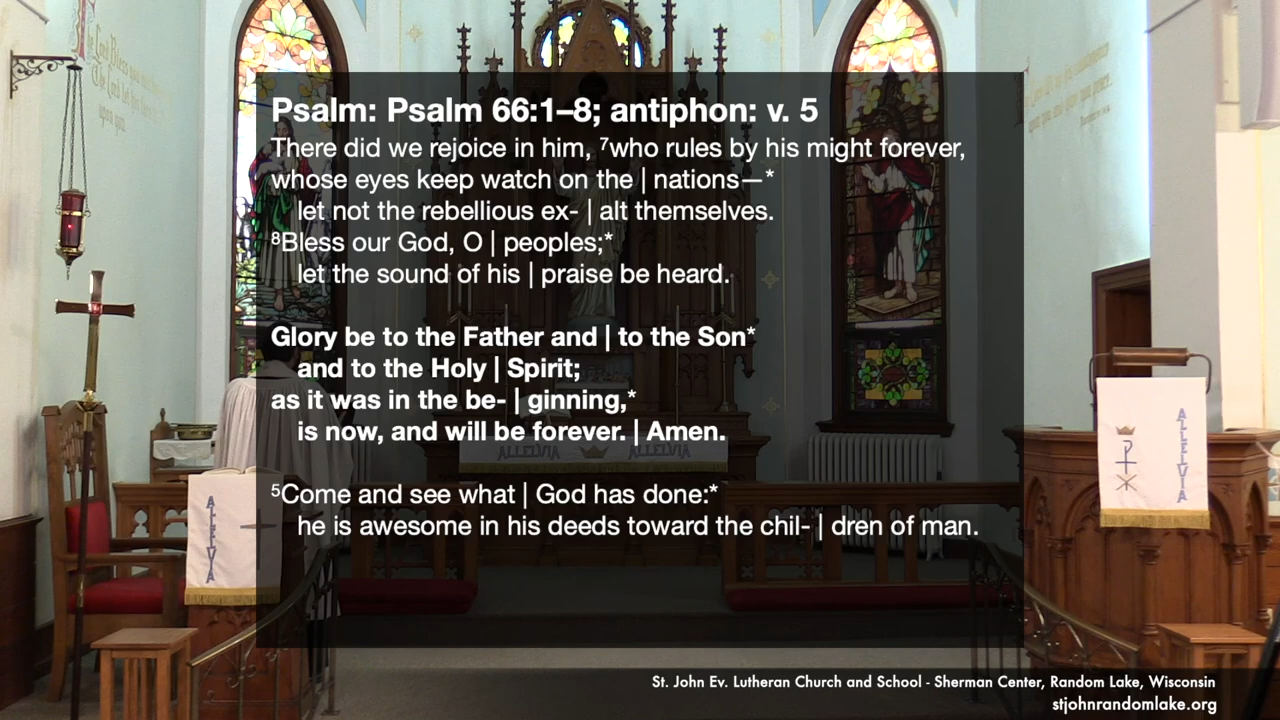 Psalm: Psalm 66:1–8; antiphon: v. 5
There did we rejoice in him, ⁷who rules by his might forever,
whose eyes keep watch on the | nations—*
let not the rebellious ex- | alt themselves.
⁸Bless our God, O | peoples;*
let the sound of his | praise be heard.
Glory be to the Father and | to the Son*
and to the Holy | Spirit;
as it was in the be- | ginning,*
is now, and will be forever. | Amen.
⁵Come and see what | God has done:*
he is awesome in his deeds toward the chil- | dren of man.
ALLELVIA
ALLELVIA
ALLELVIA
ALLELVIA
St. John Ev. Lutheran Church and School - Sherman Center, Random Lake, Wisconsin
stjohnrandomlake.org